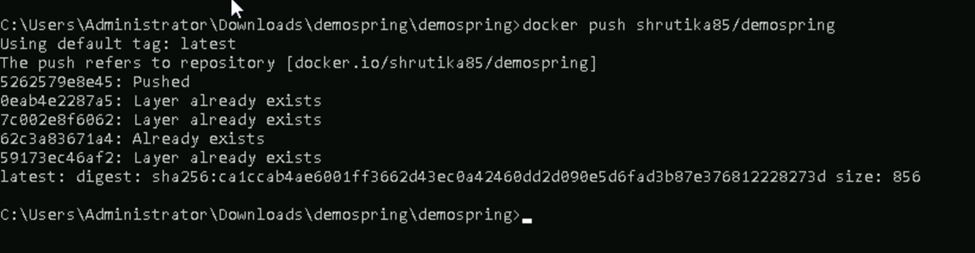 C:\Users\Administrator\Downloads\demospring\demospring>docker push shrutika85/demospring
Using default tag: latest
The push refers to repository [docker.io/shrutika85/demospring]
5262579e8e45: Pushed
0eab4e2287a5: Layer already exists
7c002e8f6062: Layer already exists
62c3a83671a4: Already exists
59173ec46af2: Layer already exists
latest: digest: sha256:ca1ccab4ae6001ff3662d43ec0a42460dd2d090e5d6fad3b87e376812228273d size: 856
C:\Users\Administrator\Downloads\demospring\demospring>